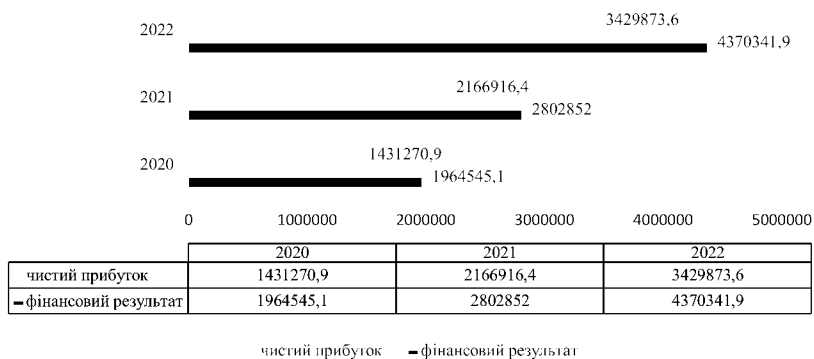 3429873,6
2022
4370341,9
2166916,4
2021
2802852
1431270,9
2020
1964545,1
0 1000000 2000000 3000000 4000000 5000000
2020 2021 2022
чистий прибуток 1431270,9 2166916,4 3429873,6
фінансовий результат 1964545,1 2802852 4370341,9
чистий прибуток фінансовий результат